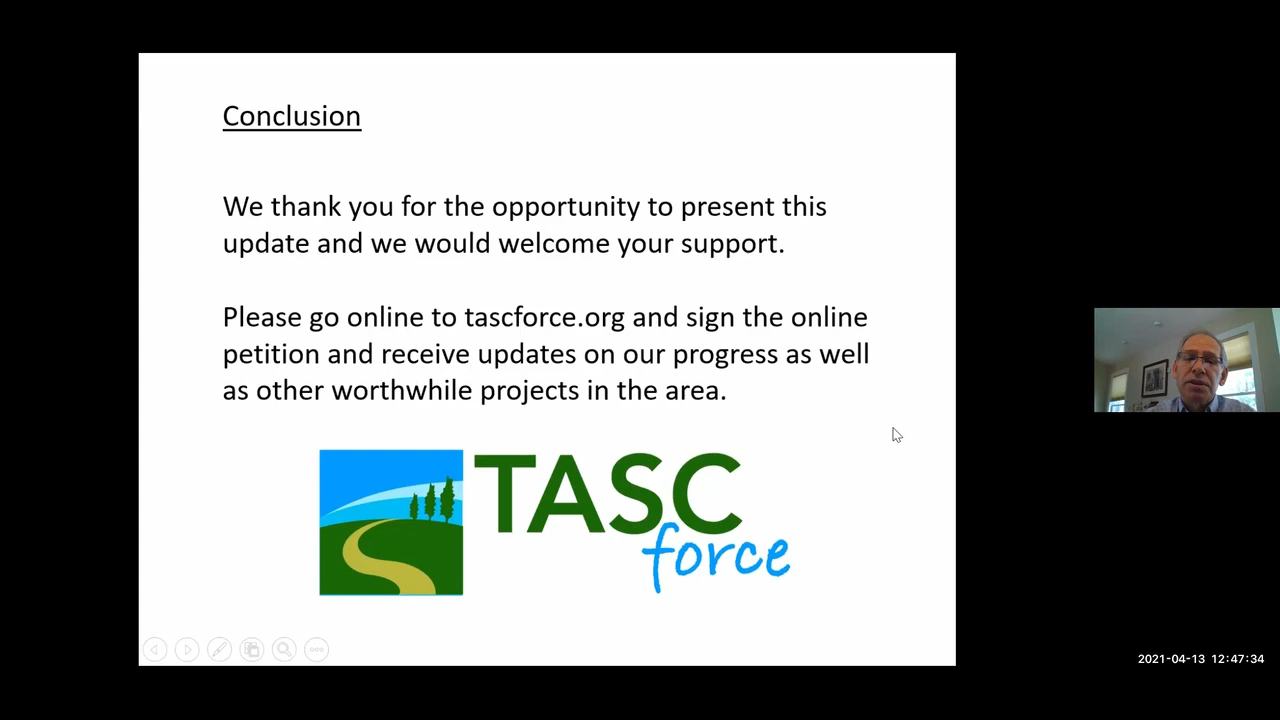 Conclusion
We thank you for the opportunity to present this
update and we would welcome your support.
Please go online to tascforce.org and sign the online
petition and receive updates on our progress as well
as other worthwhile projects in the area.
TASC
force
2021-04-13 12:47:34